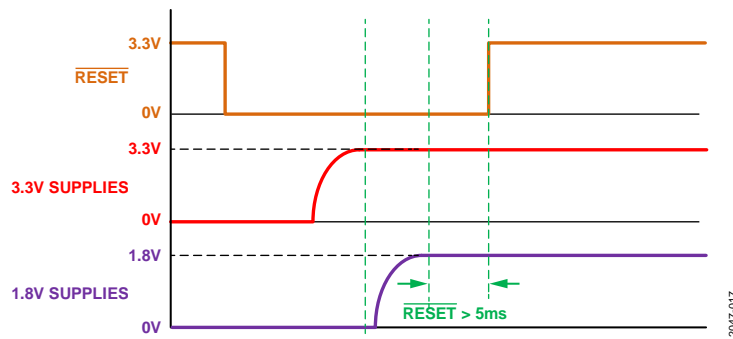 3.3V
RESET
0V
3.3V
3.3V SUPPLIES
0V
1.8V
1.8V SUPPLIES
RESET > 5ms
0V